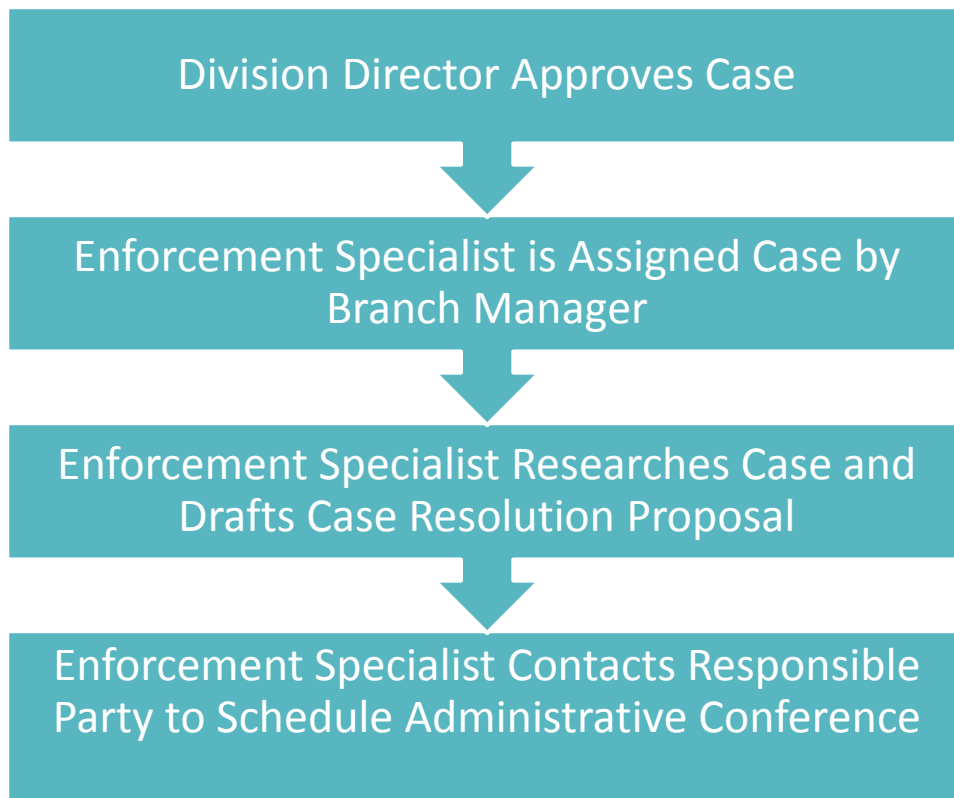 Division Director Approves Case
Enforcement Specialist is Assigned Case by
Branch Manager
Enforcement Specialist Researches Case and
Drafts Case Resolution Proposal
Enforcement Specialist Contacts Responsible
Party to Schedule Administrative Conference